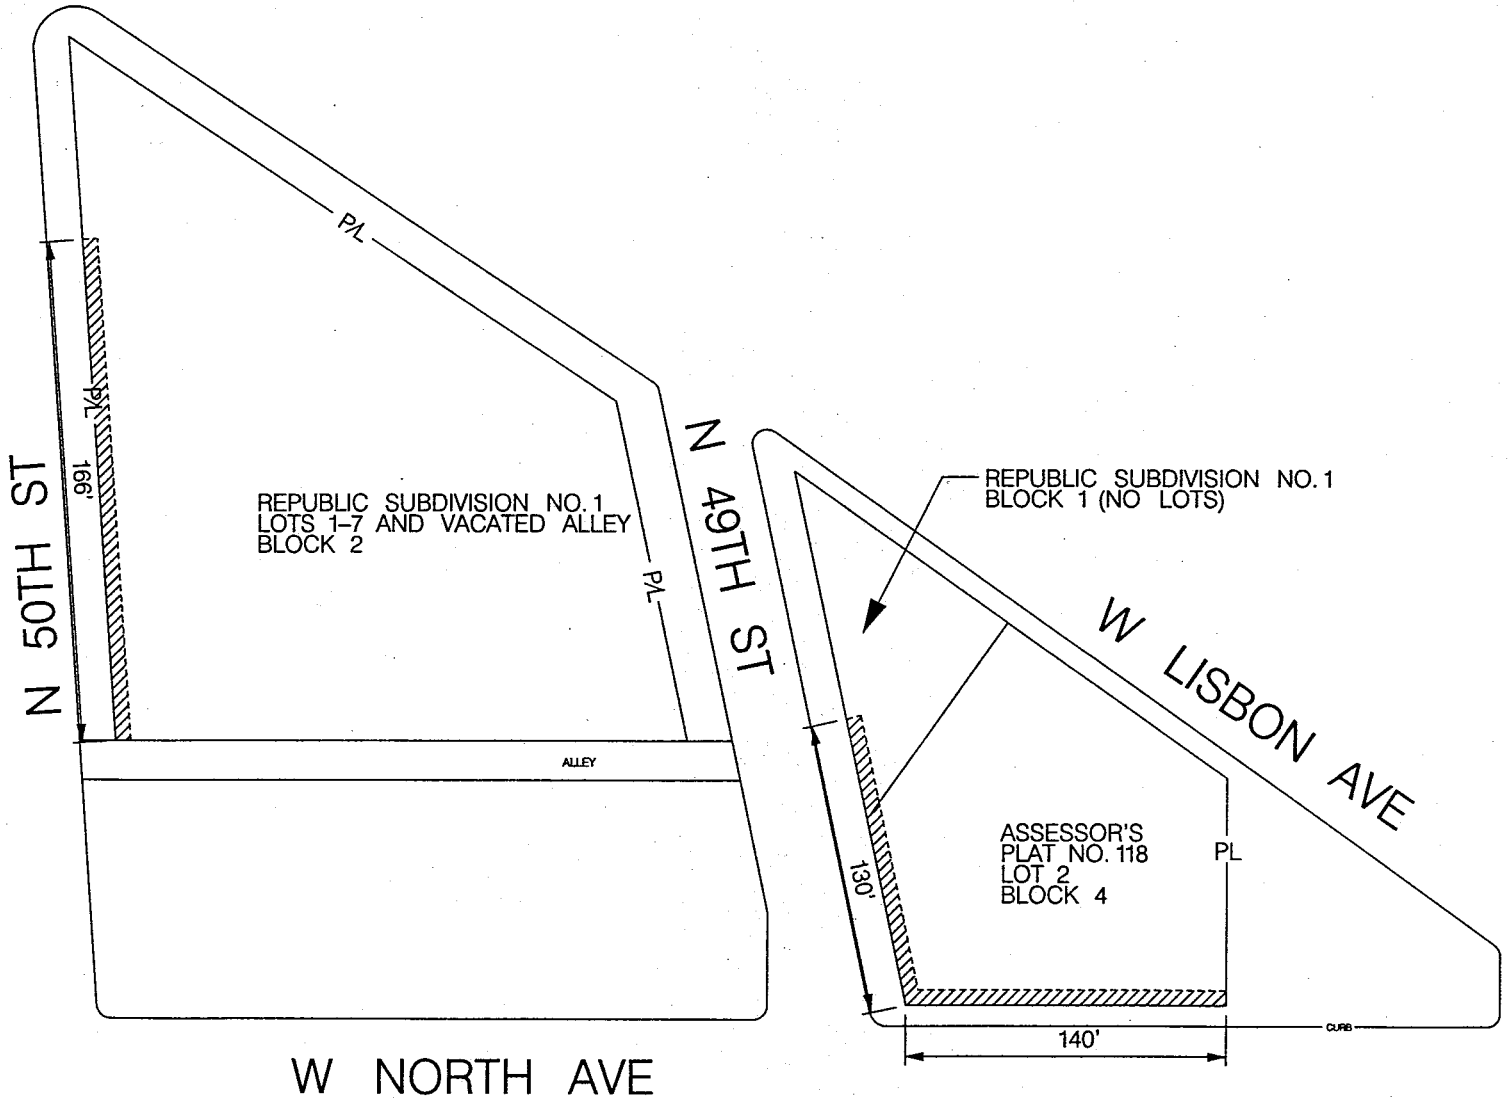 P/L
N 50TH ST
P/L
166'
REPUBLIC SUBDIVISION NO. 1
LOTS 1-7 AND VACATED ALLEY
BLOCK 2
P/L
N 49TH ST
ALLEY
REPUBLIC SUBDIVISION NO. 1
BLOCK 1 (NO LOTS)
W LISBON AVE
130'
ASSESSOR'S
PLAT NO. 118
LOT 2
BLOCK 4
PL
140'
CURB
W NORTH AVE